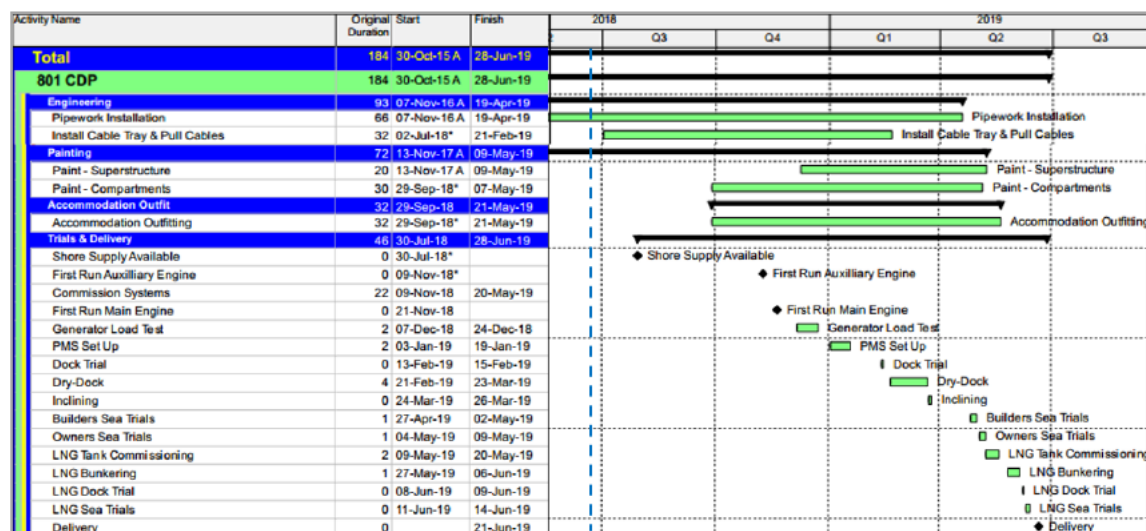 Activity Name Original Duration Start Finish 2018 2019
Q3 Q4 Q1 Q2 Q3
Total 184 30-Oct-15 A 28-Jun-19
801 CDP 184 30-Oct-15 A 28-Jun-19
Engineering 93 07-Nov-16 A 19-Apr-19
Pipework Installation 66 07-Nov-16 A 19-Apr-19 Pipework Installation
Install Cable Tray & Pull Cables 32 02-Jul-18* 21-Feb-19 Install Cable Tray & Pull Cables
Painting 72 13-Nov-17 A 09-May-19
Paint - Superstructure 20 13-Nov-17 A 09-May-19 Paint - Superstructure
Paint - Compartments 30 29-Sep-18* 07-May-19 Paint - Compartments
Accommodation Outfit 32 29-Sep-18 21-May-19
Accommodation Outfitting 32 29-Sep-18* 21-May-19 Accommodation Outfitting
Trials & Delivery 46 30-Jul-18 28-Jun-19
Shore Supply Available 0 30-Jul-18* Shore Supply Available
First Run Auxilliary Engine 0 09-Nov-18* First Run Auxilliary Engine
Commission Systems 22 09-Nov-18 20-May-19
First Run Main Engine 0 21-Nov-18 First Run Main Engine
Generator Load Test 2 07-Dec-18 24-Dec-18 Generator Load Test
PMS Set Up 2 03-Jan-19 19-Jan-19 PMS Set Up
Dock Trial 0 13-Feb-19 15-Feb-19 Dock Trial
Dry-Dock 4 21-Feb-19 23-Mar-19 Dry-Dock
Inclining 0 24-Mar-19 26-Mar-19 Inclining
Builders Sea Trials 1 27-Apr-19 02-May-19 Builders Sea Trials
Owners Sea Trials 1 04-May-19 09-May-19 Owners Sea Trials
LNG Tank Commissioning 2 09-May-19 20-May-19 LNG Tank Commissioning
LNG Bunkering 1 27-May-19 06-Jun-19 LNG Bunkering
LNG Dock Trial 0 08-Jun-19 09-Jun-19 LNG Dock Trial
LNG Sea Trials 0 11-Jun-19 14-Jun-19 LNG Sea Trials
Delivery 0 21-Jun-19 Delivery